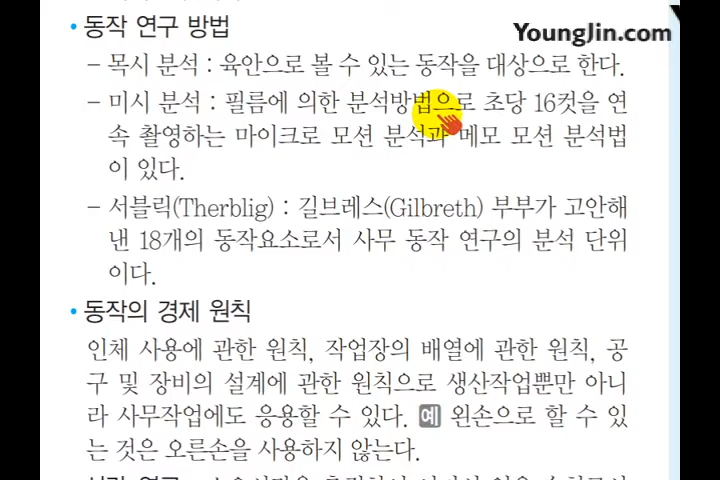 • 동작 연구 방법
YoungJin.com
– 목시 분석 : 육안으로 볼 수 있는 동작을 대상으로 한다.
– 미시 분석 : 필름에 의한 분석방법으로 초당 16컷을 연
속 촬영하는 마이크로 모션 분석과 메모 모션 분석법
이 있다.
– 서블릭(Therblig) : 길브레스(Gilbreth) 부부가 고안해
낸 18개의 동작요소로서 사무 동작 연구의 분석 단위
이다.
• 동작의 경제 원칙
인체 사용에 관한 원칙, 작업장의 배열에 관한 원칙, 공
구 및 장비의 설계에 관한 원칙으로 생산작업뿐만 아니
라 사무작업에도 응용할 수 있다. 예 왼손으로 할 수 있
는 것은 오른손을 사용하지 않는다.